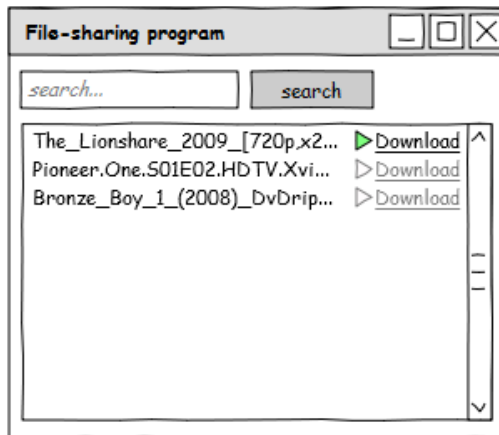 File-sharing program
search...
search
The_Lionshare_2009_[720p,x2... Download
Pioneer.One.S01E02.HDTV.Xvi... Download
Bronze_Boy_1_(2008)_DvDrip... Download